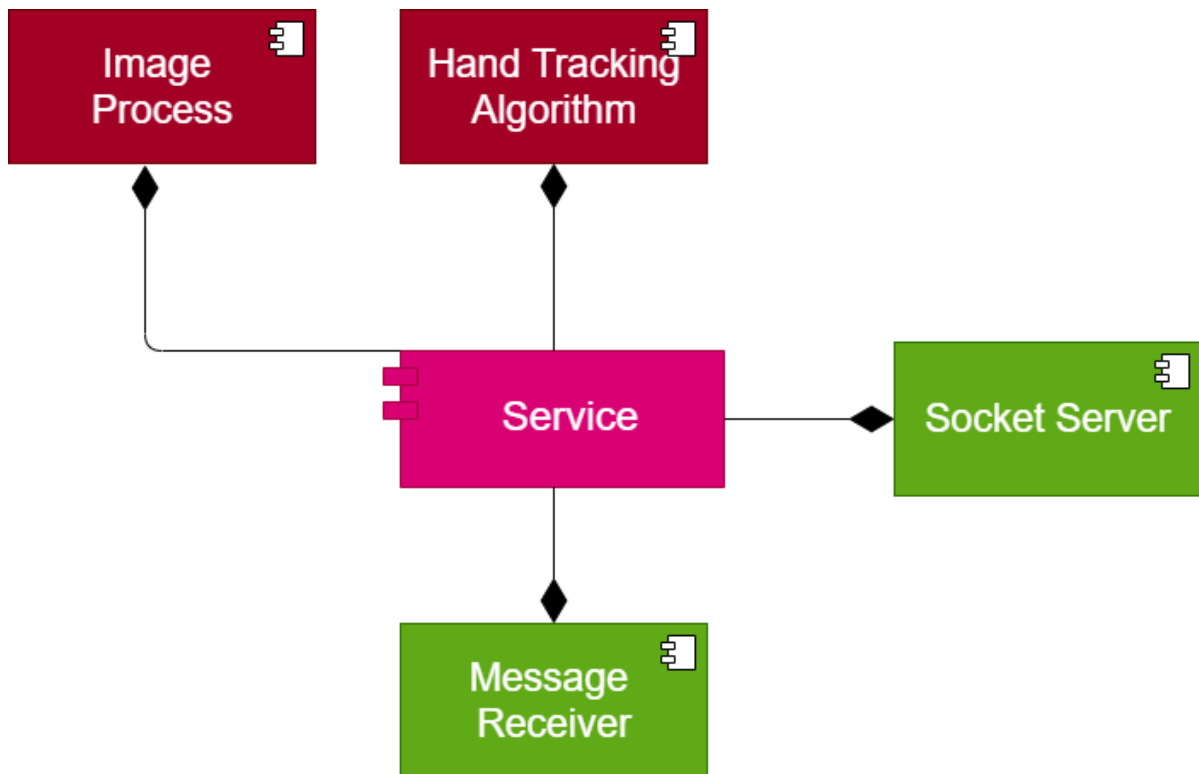 Image
Process
Hand Tracking
Algorithm
Service
Socket Server
Message
Receiver